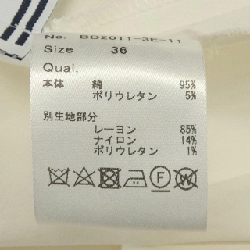 No. BDZ011-3F-11
Size 36
Qual.
本体 綿 95%
ポリウレタン 5%
別生地部分
レーヨン 85%
ナイロン 14%
ポリウレタン 1%